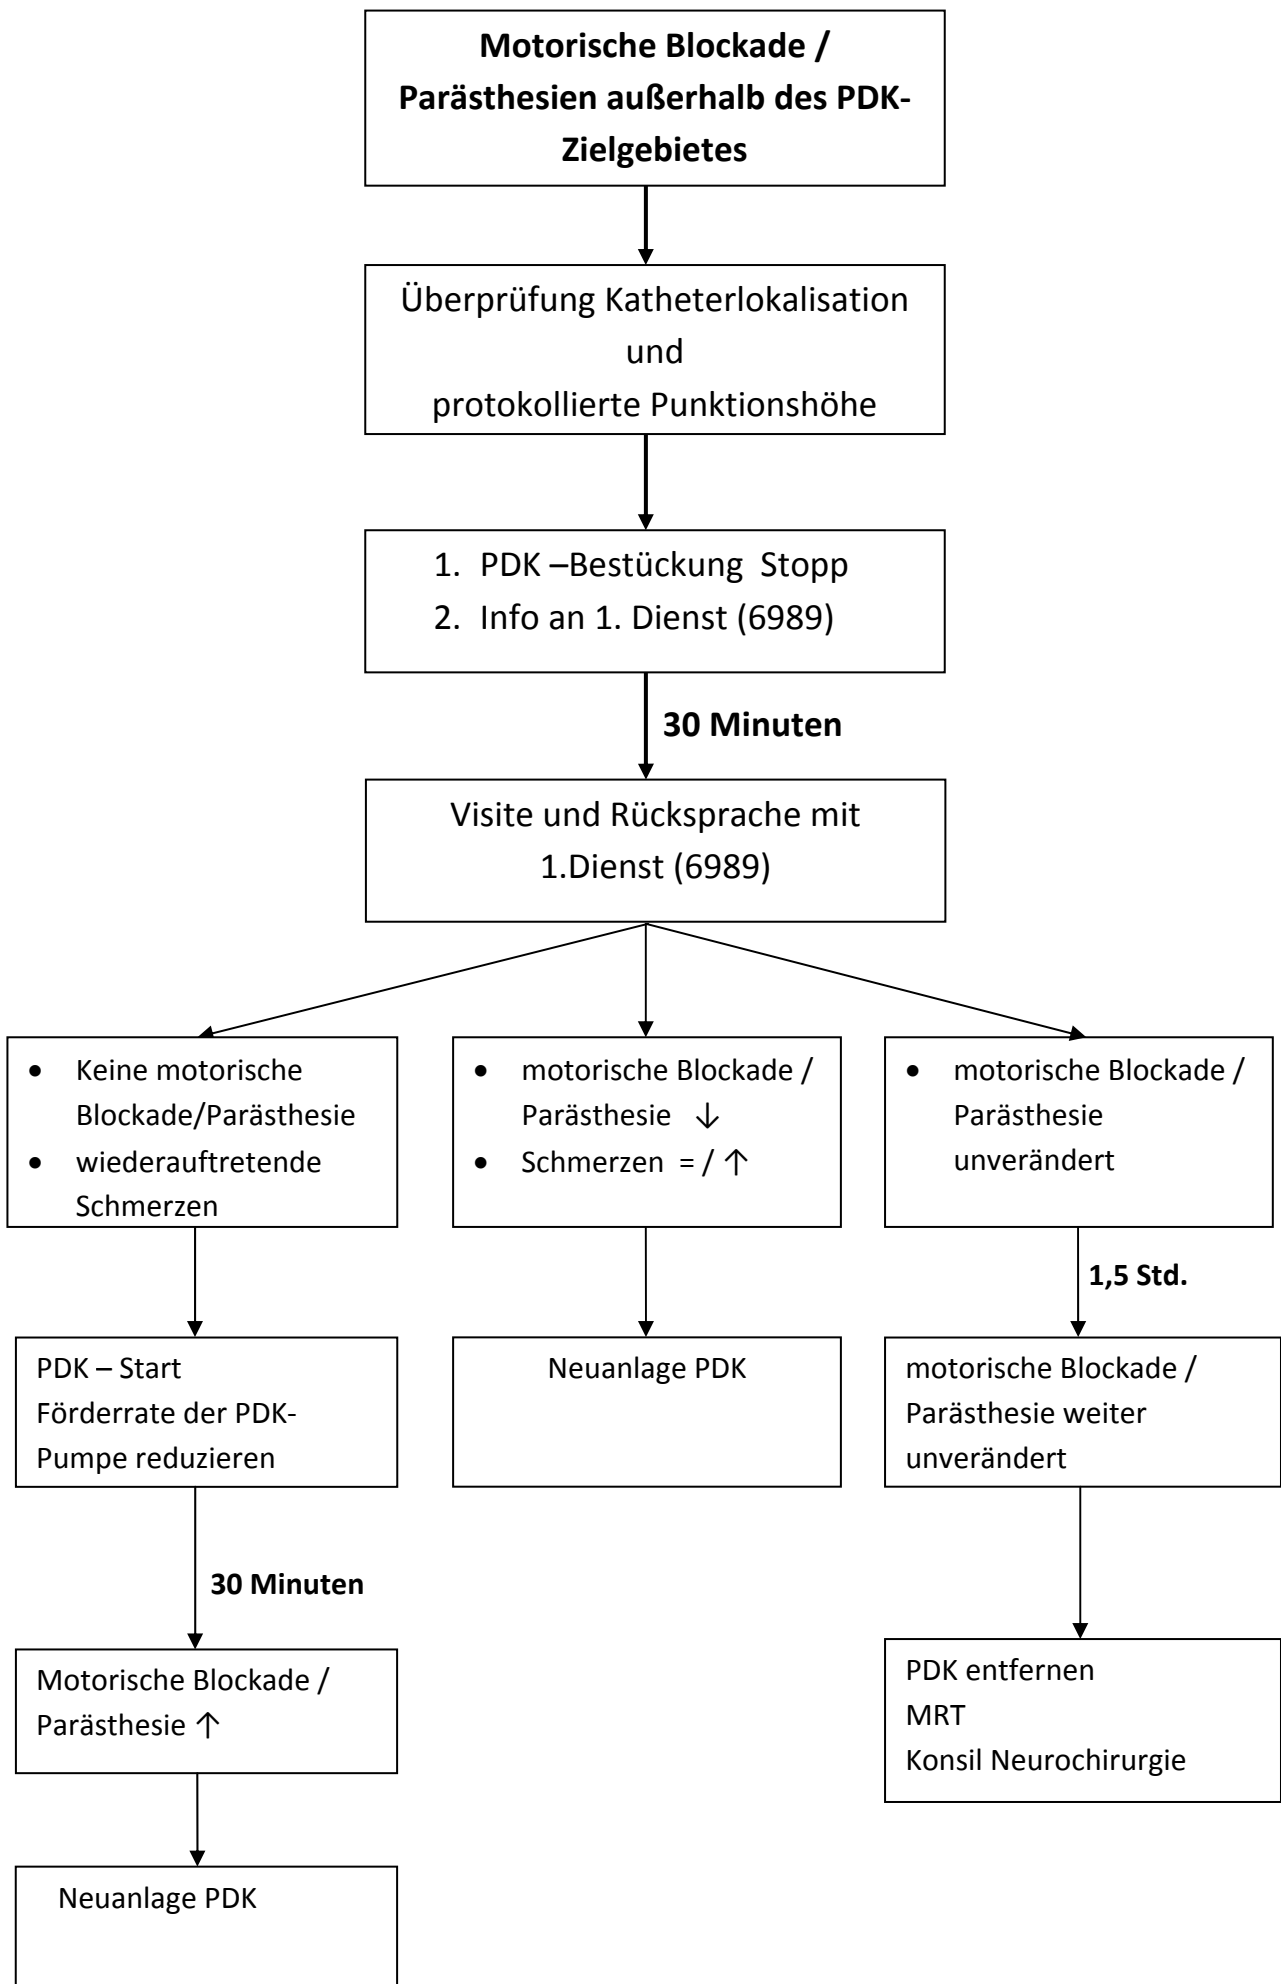 Motorische Blockade /
Parästhesien außerhalb des PDK-
Zielgebietes
Überprüfung Katheterlokalisation
und
protokollierte Punktionshöhe
1. PDK –Bestückung Stopp
2. Info an 1. Dienst (6989)
30 Minuten
Visite und Rücksprache mit
1.Dienst (6989)
• Keine motorische
Blockade/Parästhesie
• wiederauftretende
Schmerzen
PDK – Start
Förderrate der PDK-
Pumpe reduzieren
30 Minuten
Motorische Blockade /
Parästhesie ↑
Neuanlage PDK
• motorische Blockade /
Parästhesie ↓
• Schmerzen = / ↑
Neuanlage PDK
• motorische Blockade /
Parästhesie
unverändert
1,5 Std.
motorische Blockade /
Parästhesie weiter
unverändert
PDK entfernen
MRT
Konsil Neurochirurgie